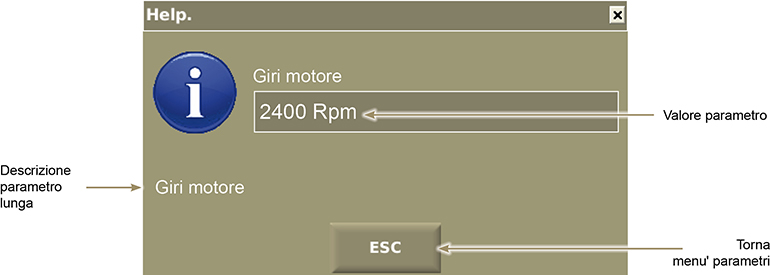 Help.
Giri motore
2400 Rpm
Valore parametro
Descrizione
parametro
lunga
Giri motore
ESC
Torna
menu' parametri